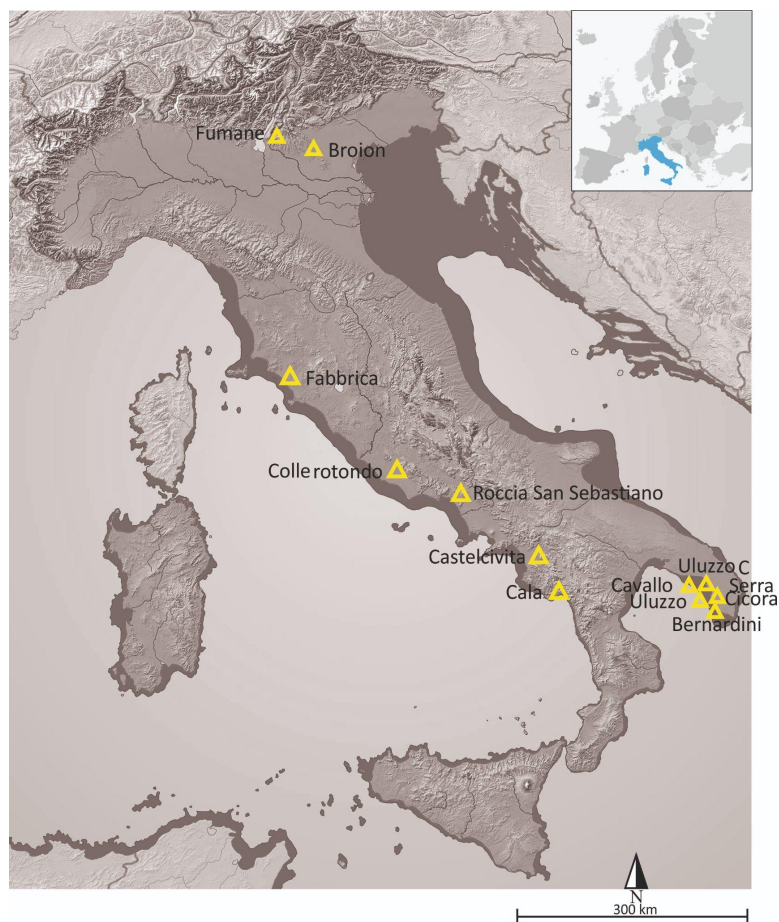 Fumane
Broion
Fabbrica
Colle rotondo
Roccia San Sebastiano
Castelcivita
Cala
Uluzzo C
Cavallo
Serra
Uluzzo
Cicora
Bernardini
N
300 km